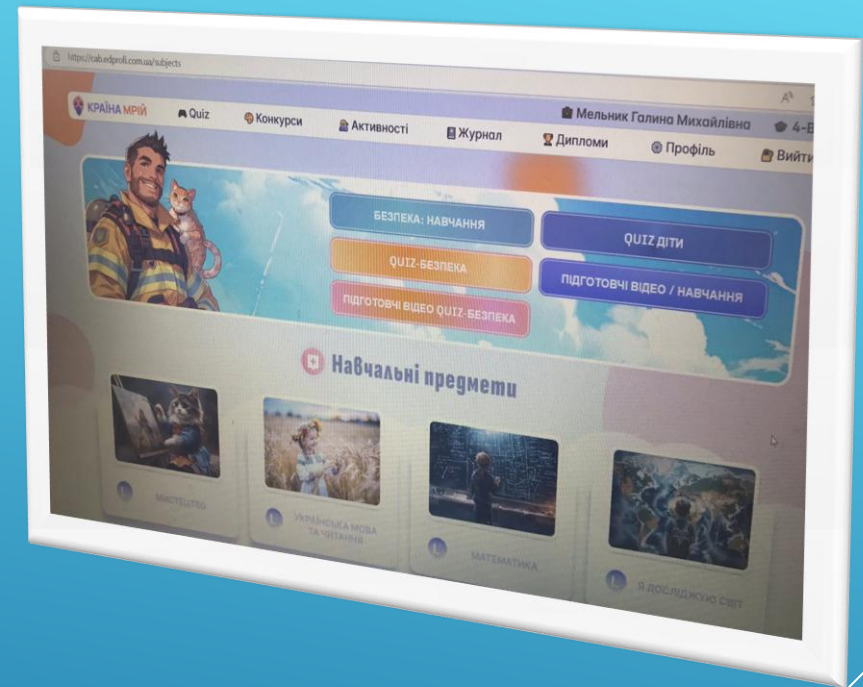 https://cab.edprofi.com.ua/subjects
Мельник Галина Михайлівна
4-В
КРАЇНА МРІЙ
Quiz
Конкурси
Активності
Журнал
Дипломи
Профіль
Вийти
БЕЗПЕКА: НАВЧАННЯ
QUIZ ДІТИ
QUIZ-БЕЗПЕКА
ПІДГОТОВЧІ ВІДЕО / НАВЧАННЯ
ПІДГОТОВЧІ ВІДЕО QUIZ-БЕЗПЕКА
Навчальні предмети
МИСТЕЦТВО
УКРАЇНСЬКА МОВА
ТА ЧИТАННЯ
МАТЕМАТИКА
Я ДОСЛІДЖУЮ СВІТ